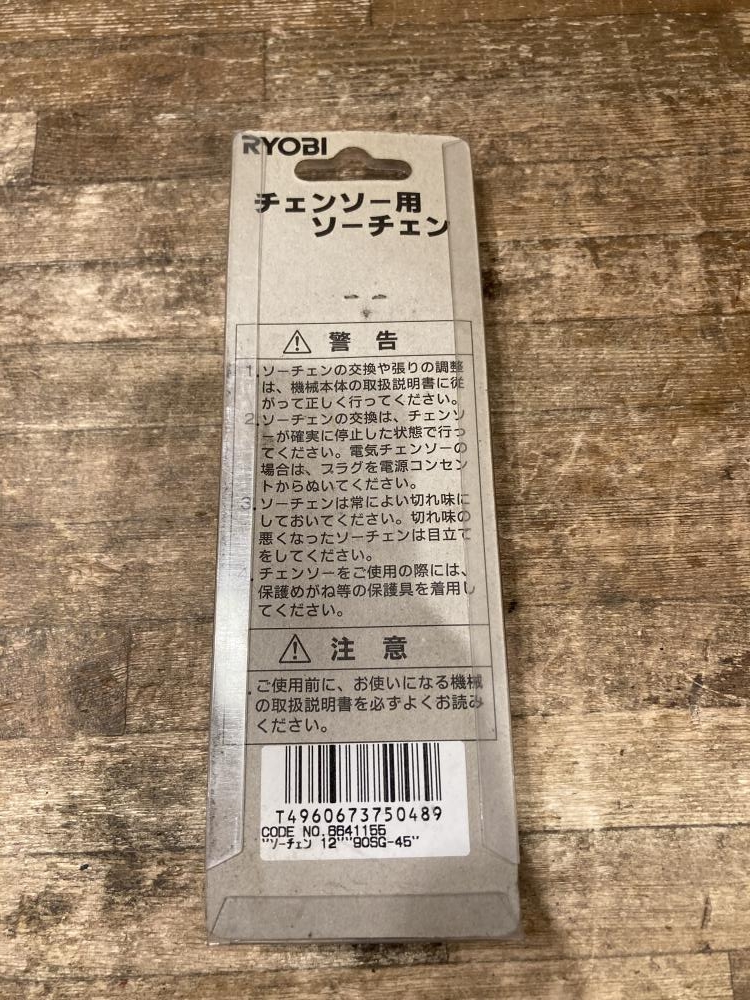 RYOBI
チェンソー用
ソーチェン
⚠ 警告
1.ソーチェンの交換や張りの調整
は、機械本体の取扱説明書に従
がって正しく行ってください。
2.ソーチェンの交換は、チェンソ
ーが確実に停止した状態で行っ
てください。電気チェンソーの
場合は、プラグを電源コンセン
トからぬいてください。
3.ソーチェンは常によい切れ味に
しておいてください。切れ味の
悪くなったソーチェンは目立て
をしてください。
4.チェンソーをご使用の際には、
保護めがね等の保護具を着用し
てください。
⚠ 注意
.ご使用前に、お使いになる機械
の取扱説明書を必ずよくお読み
ください。
T4960673750489
CODE NO.6641155
"ソーチェン 12""90SG-45"